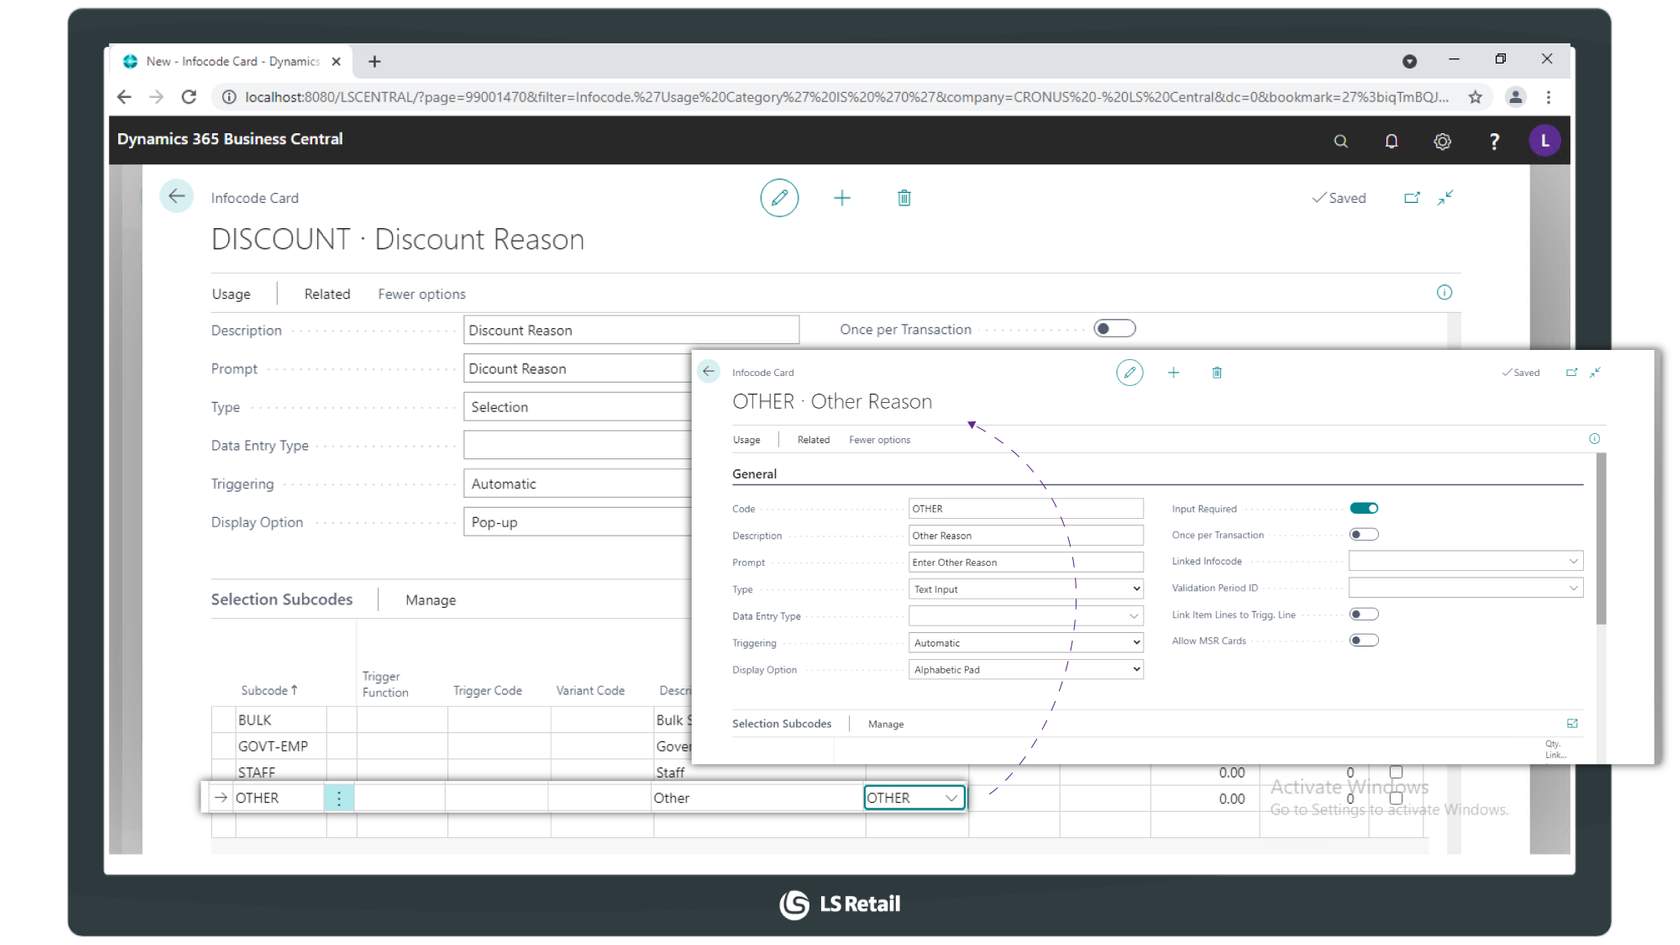 New - Infocode Card - Dynamics
localhost:8080/LSCENTRAL/?page=99001470&filter=Infocode.%27Usage%20Category%27%20IS%20%270%27&company=CRONUS%20-%20LS%20Central&dc=0&bookmark=27%3biqTmBQJ...
Dynamics 365 Business Central
? L
Infocode Card
Saved
DISCOUNT · Discount Reason
Usage Related Fewer options
Description Discount Reason Once per Transaction
Prompt Dicount Reason
Type Selection
Data Entry Type
Triggering Automatic
Display Option Pop-up
Selection Subcodes Manage
Subcode Trigger Function Trigger Code Variant Code Descri
BULK Bulk S
GOVT-EMP Gover
STAFF Staff 0.00 0
OTHER Other OTHER 0.00 0
Infocode Card
Saved
OTHER · Other Reason
Usage Related Fewer options
General
Code OTHER Input Required
Description Other Reason Once per Transaction
Prompt Enter Other Reason Linked Infocode
Type Text Input Validation Period ID
Data Entry Type Link Item Lines to Trigg. Line
Triggering Automatic Allow MSR Cards
Display Option Alphabetic Pad
Selection Subcodes Manage
Qty.
Link...
Activate Windows
Go to Settings to activate Windows.
LS Retail